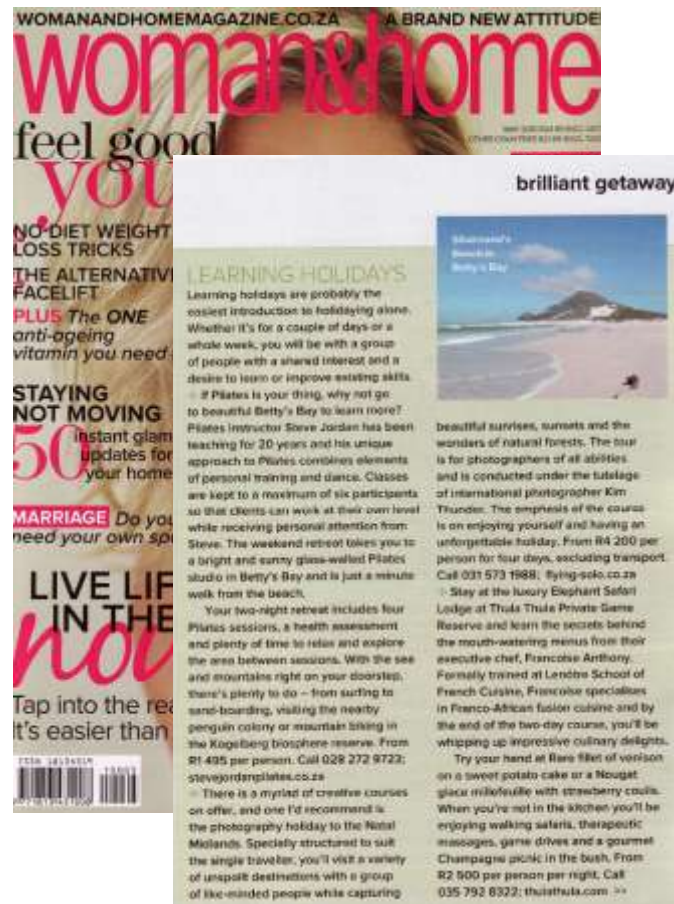 WOMANANDHOMEMAGAZINE.CO.ZA A BRAND NEW ATTITUDE!
woman&home
feel good
you
NO-DIET WEIGHT
LOSS TRICKS
THE ALTERNATIVE
FACELIFT
PLUS The ONE
anti-ageing
vitamin you need
STAYING
NOT MOVING
50 instant glam
updates for
your home
MARRIAGE Do you
need your own
LIVE LIF
IN THE
now
Tap into the
It's easier than
brilliant getaway
LEARNING HOLIDAYS
Learning holidays are probably the
easiest introduction to holidaying alone.
Whether it's for a couple of days or a
whole week, you will be with a group
of people with a shared interest and a
desire to learn or improve existing skills.
If Pilates is your thing, why not go
to beautiful Betty's Bay to learn more?
Pilates instructor Steve Jordan has been
teaching for 20 years and his unique
approach to Pilates combines elements
of personal training and dance. Classes
are kept to a maximum of six participants
so that clients can work at their own level
while receiving personal attention from
Steve. The weekend retreat takes you to
a bright and sunny glass-walled Pilates
studio in Betty's Bay and is just a minute
walk from the beach.
Your two-night retreat includes four
Pilates sessions, a health assessment
and plenty of time to relax and explore
the area between sessions. With the sea
and mountains right on your doorstep,
there's plenty to do – from surfing to
sand-boarding, visiting the nearby
penguin colony or mountain biking in
the Kogelberg biosphere reserve. From
R1 495 per person. Call 028 272 9723;
stevejordanpilates.co.za
There is a myriad of creative courses
on offer, and one I'd recommend is
the photography holiday to the Natal
Midlands. Specially structured to suit
the single traveller, you'll visit a variety
of unspoilt destinations with a group
of like-minded people while capturing
Beach in
Betty's Bay
beautiful sunrises, sunsets and the
wonders of natural forests. The tour
is for photographers of all abilities
and is conducted under the tutelage
of international photographer Kim
Thunder. The emphesis of the course
is on enjoying yourself and having an
unforgettable holiday. From R4 200 per
person for four days, excluding transport.
Call 031 573 1988; flying-solo.co.za
Stay at the luxury Elephant Safari
Lodge at Thula Thula Private Game
Reserve and learn the secrets behind
the mouth-watering menus from their
executive chef, Francoise Anthony.
Formally trained at Lenôtre School of
French Cuisine, Francoise specialises
in Franco-African fusion cuisine and by
the end of the two-day course, you'll be
whipping up impressive culinary delights.
Try your hand at Rare fillet of venison
on a sweet potato cake or a Nougat
glace millefeuille with strawberry coulis.
When you're not in the kitchen you'll be
enjoying walking safaris, therapeutic
massages, game drives and a gourmet
Champagne picnic in the bush. From
R2 500 per person per night. Call
035 792 8322; thulathula.com >>